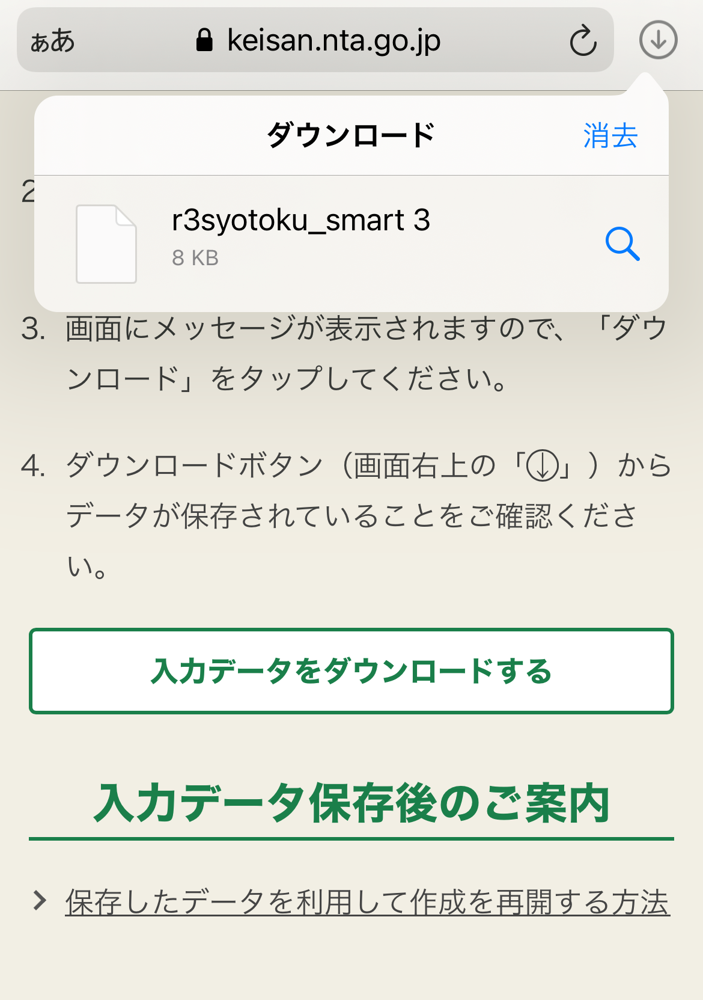 ぁあ keisan.nta.go.jp
ダウンロード 消去
r3syotoku_smart 3
8 KB
2
3. 画面にメッセージが表示されますので、「ダウ
ンロード」をタップしてください。
4. ダウンロードボタン（画面右上の「↓」）から
データが保存されていることをご確認くださ
い。
入力データをダウンロードする
入力データ保存後のご案内
保存したデータを利用して作成を再開する方法